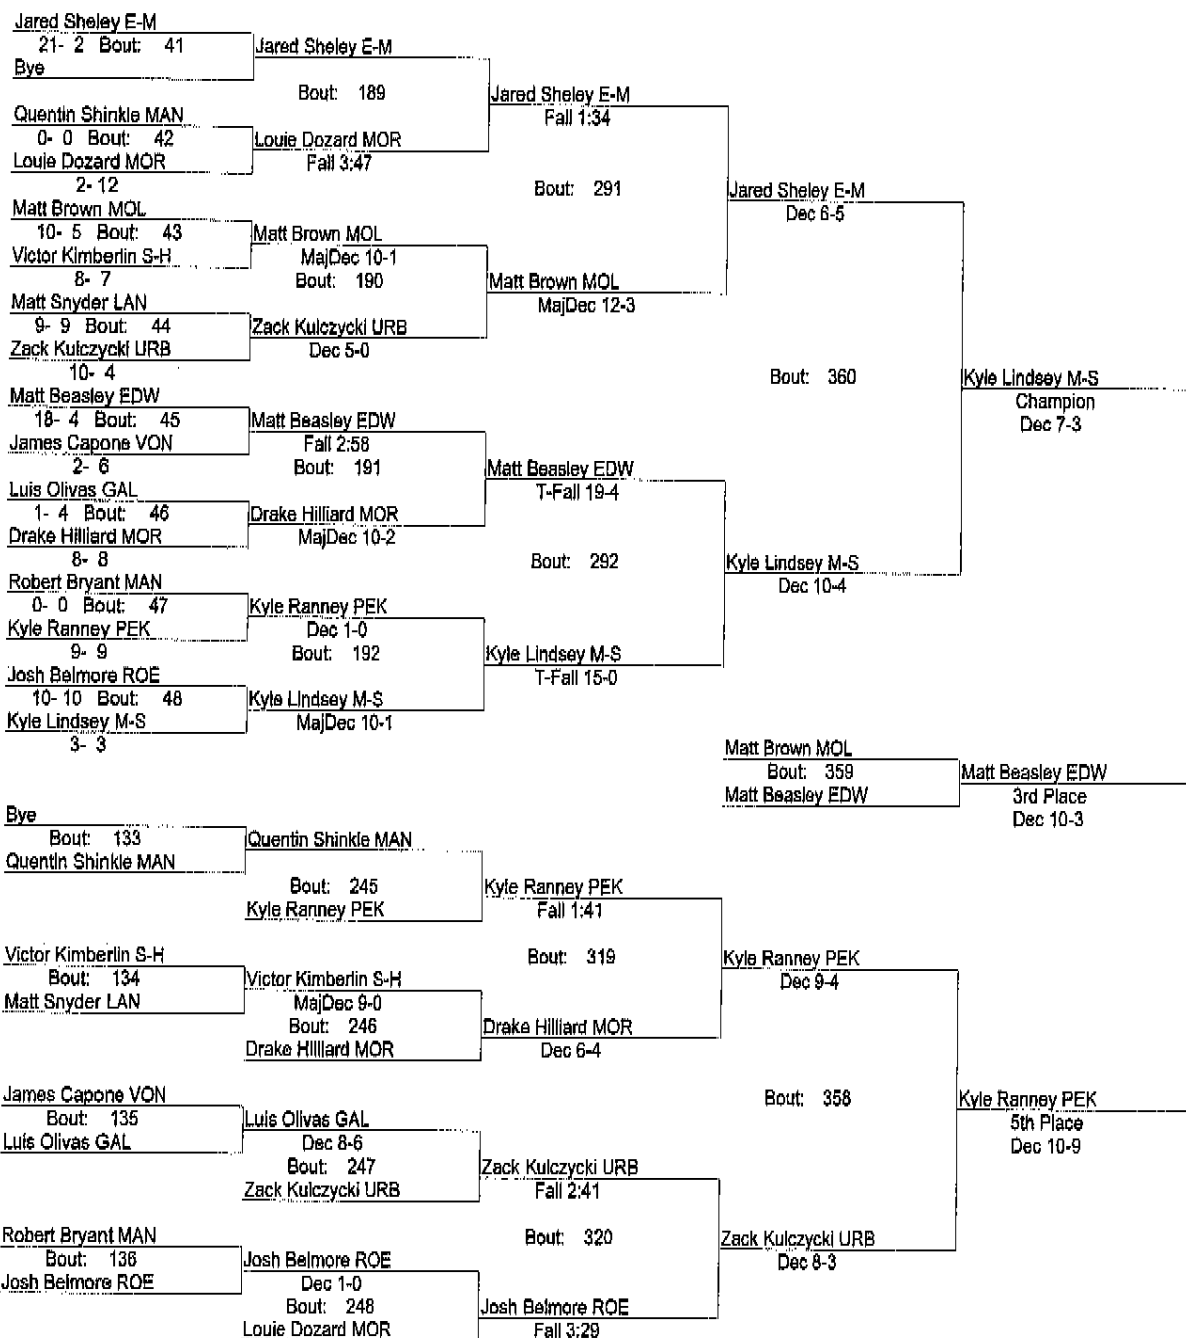 Jared Sheley E-M
21- 2 Bout: 41
Bye
Jared Sheley E-M
Bout: 189
Quentin Shinkle MAN
0- 0 Bout: 42
Louie Dozard MOR
2- 12
Louie Dozard MOR
Fall 3:47
Jared Sheley E-M
Fall 1:34
Bout: 291
Matt Brown MOL
10- 5 Bout: 43
Victor Kimberlin S-H
8- 7
Matt Brown MOL
MajDec 10-1
Bout: 190
Matt Snyder LAN
9- 9 Bout: 44
Zack Kulczycki URB
10- 4
Zack Kulczycki URB
Dec 5-0
Matt Brown MOL
MajDec 12-3
Jared Sheley E-M
Dec 6-5
Bout: 360
Matt Beasley EDW
18- 4 Bout: 45
James Capone VON
2- 6
Matt Beasley EDW
Fall 2:58
Bout: 191
Luis Olivas GAL
1- 4 Bout: 46
Drake Hilliard MOR
8- 8
Drake Hilliard MOR
MajDec 10-2
Matt Beasley EDW
T-Fall 19-4
Bout: 292
Robert Bryant MAN
0- 0 Bout: 47
Kyle Ranney PEK
9- 9
Kyle Ranney PEK
Dec 1-0
Bout: 192
Josh Belmore ROE
10- 10 Bout: 48
Kyle Lindsey M-S
3- 3
Kyle Lindsey M-S
MajDec 10-1
Kyle Lindsey M-S
T-Fall 15-0
Kyle Lindsey M-S
Dec 10-4
Kyle Lindsey M-S
Champion
Dec 7-3
Matt Brown MOL
Bout: 359
Matt Beasley EDW
Matt Beasley EDW
3rd Place
Dec 10-3
Bye
Bout: 133
Quentin Shinkle MAN
Quentin Shinkle MAN
Bout: 245
Kyle Ranney PEK
Kyle Ranney PEK
Fall 1:41
Bout: 319
Victor Kimberlin S-H
Bout: 134
Matt Snyder LAN
Victor Kimberlin S-H
MajDec 9-0
Bout: 246
Drake Hilliard MOR
Drake Hilliard MOR
Dec 6-4
Kyle Ranney PEK
Dec 9-4
Bout: 358
James Capone VON
Bout: 135
Luis Olivas GAL
Luis Olivas GAL
Dec 8-6
Bout: 247
Zack Kulczycki URB
Zack Kulczycki URB
Fall 2:41
Bout: 320
Robert Bryant MAN
Bout: 136
Josh Belmore ROE
Josh Belmore ROE
Dec 1-0
Bout: 248
Louie Dozard MOR
Josh Belmore ROE
Fall 3:29
Zack Kulczycki URB
Dec 8-3
Kyle Ranney PEK
5th Place
Dec 10-9